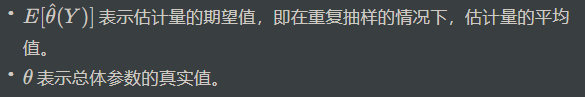 • E[θ̂(Y)] 表示估计量的期望值，即在重复抽样的情况下，估计量的平均
值。
• θ 表示总体参数的真实值。